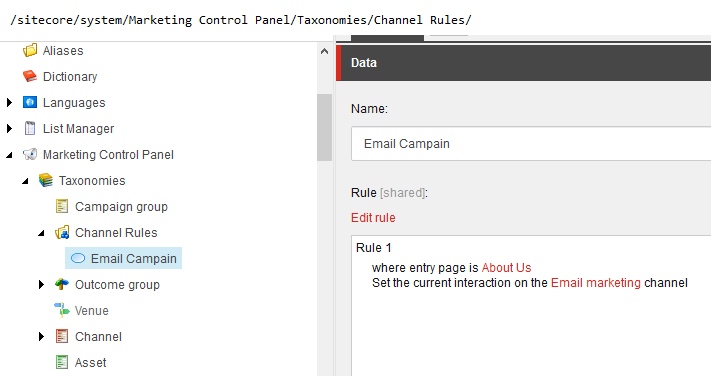 /sitecore/system/Marketing Control Panel/Taxonomies/Channel Rules/
Aliases
Dictionary
Languages
List Manager
Marketing Control Panel
Taxonomies
Campaign group
Channel Rules
Email Campain
Outcome group
Venue
Channel
Asset
Data
Name:
Email Campain
Rule [shared]:
Edit rule
Rule 1
where entry page is About Us
Set the current interaction on the Email marketing channel